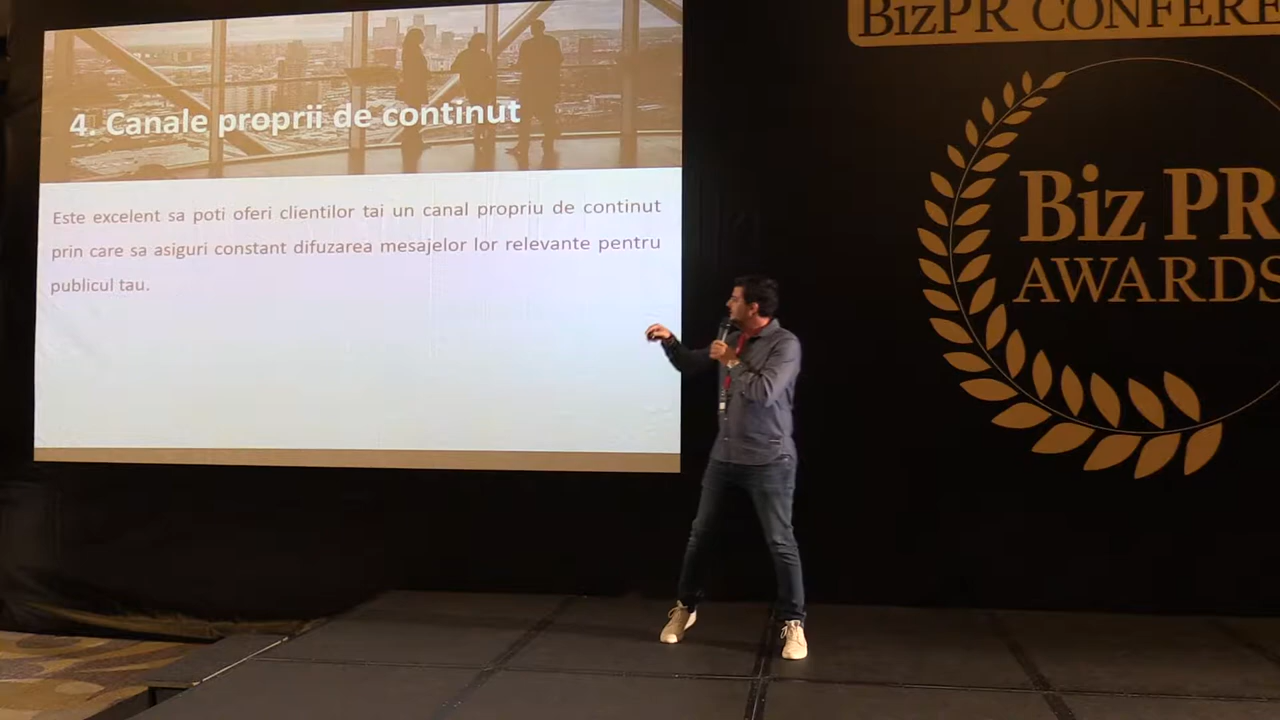 4. Canale proprii de continut
Este excelent sa poti oferi clientilor tai un canal propriu de continut
prin care sa asiguri constant difuzarea mesajelor lor relevante pentru
publicul tau.
BizPR CONFERE
Biz PR
AWARDS